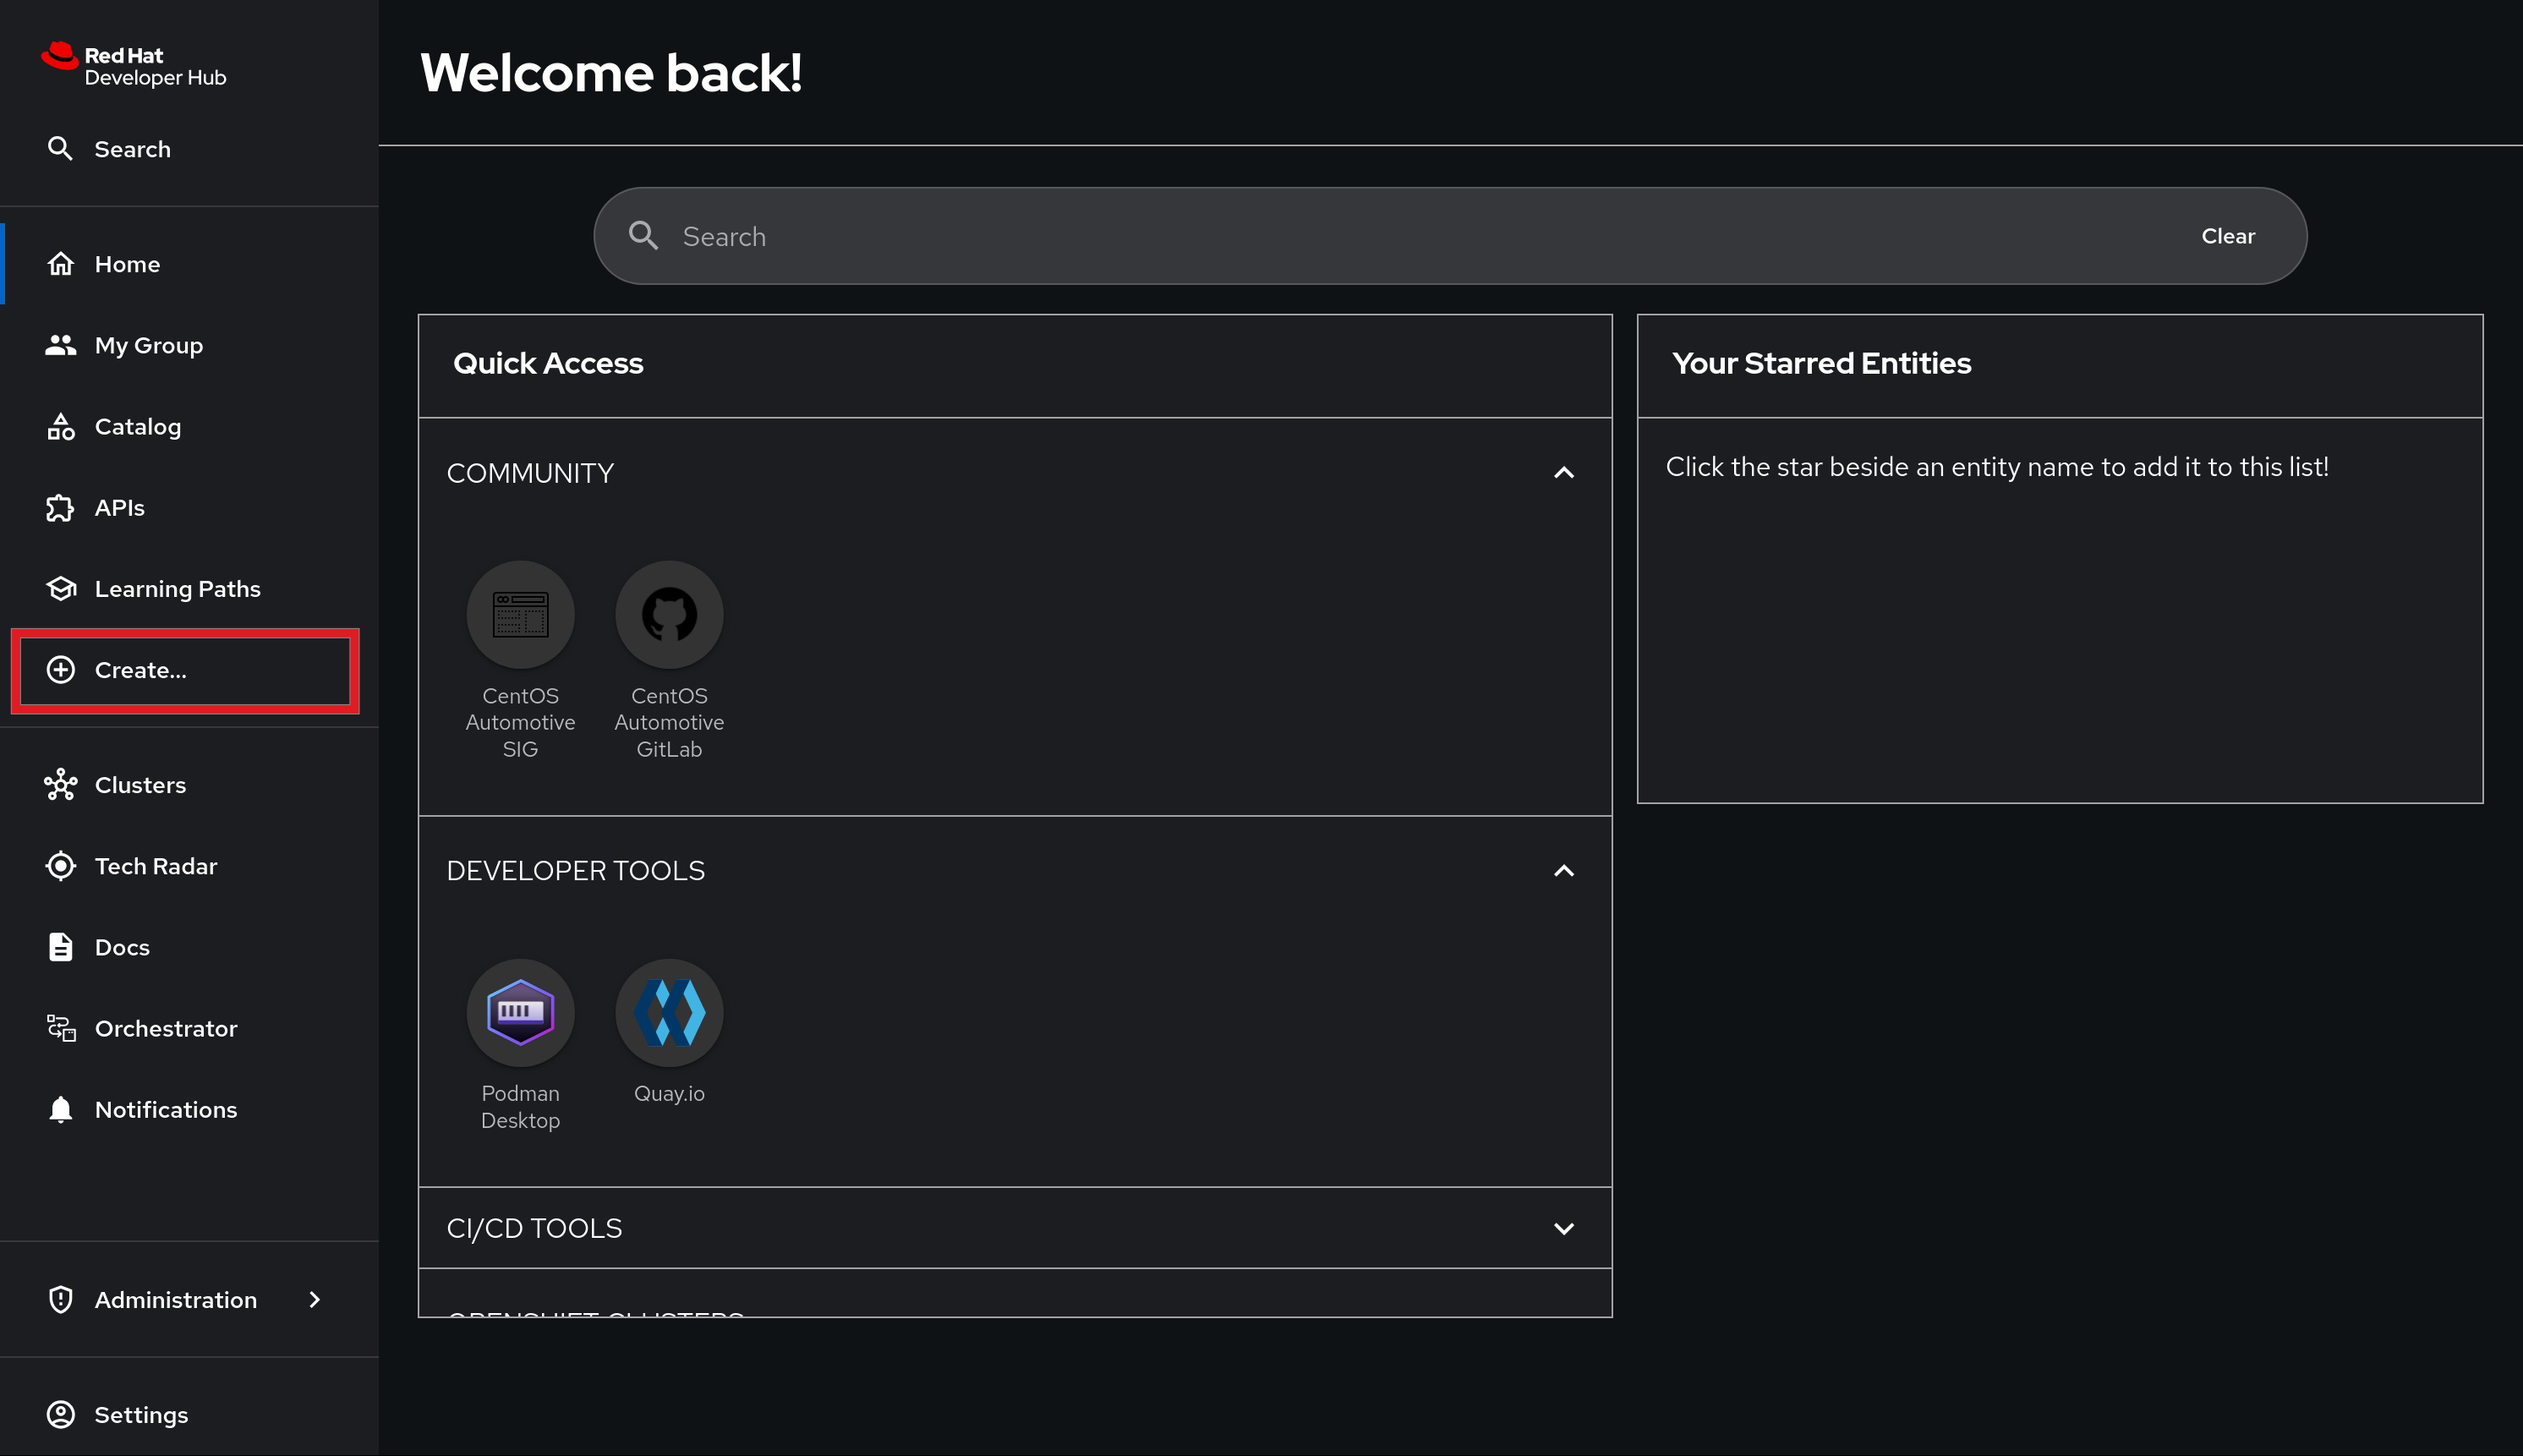 Red Hat
Developer Hub
Search
Home
My Group
Catalog
APIs
Learning Paths
Create...
Clusters
Tech Radar
Docs
Orchestrator
Notifications
Administration
Settings
Welcome back!
Search
Clear
Quick Access
COMMUNITY
CentOS
Automotive
SIG
CentOS
Automotive
GitLab
DEVELOPER TOOLS
Podman
Desktop
Quay.io
CI/CD TOOLS
OPENSHIFT CLUSTERS
Your Starred Entities
Click the star beside an entity name to add it to this list!